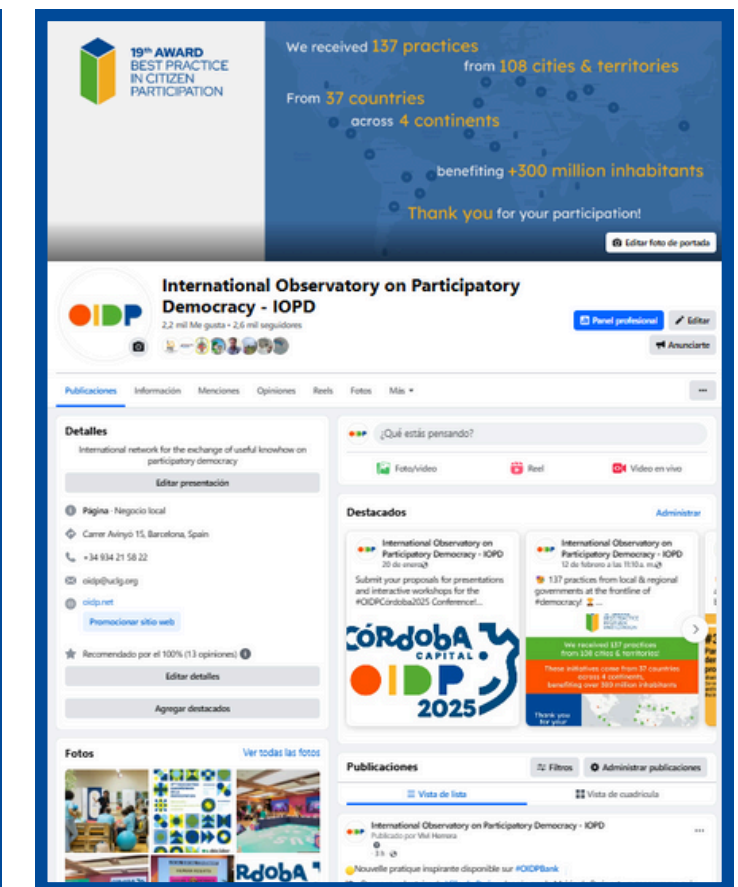 19th AWARD
BEST PRACTICE
IN CITIZEN
PARTICIPATION
We received 137 practices
from 108 cities & territories
From 37 countries
across 4 continents
benefiting +300 million inhabitants
Thank you for your participation!
Editar foto de portada
OIDP
International Observatory on Participatory
Democracy - IOPD
2,2 mil Me gusta • 2,6 mil seguidores
Panel profesional
Editar
Anunciarte
Publicaciones Información Menciones Opiniones Reels Fotos Más
Detalles
International network for the exchange of useful knowhow on
participatory democracy
Editar presentación
Página · Negocio local
Carrer Avinyó 15, Barcelona, Spain
+34 934 21 58 22
oidp@uclg.org
oidp.net
Promocionar sitio web
Recomendado por el 100% (13 opiniones)
Editar detalles
Agregar destacados
Fotos
Ver todas las fotos
¿Qué estás pensando?
Foto/video
Reel
Video en vivo
Destacados
Administrar
International Observatory on
Participatory Democracy - IOPD
20 de enero
Submit your proposals for presentations
and interactive workshops for the
#OIDPCórdoba2025 Conference!...
CÓRDOBA
CAPITAL
OIDP
2025
International Observatory on
Participatory Democracy - IOPD
12 de febrero a las 11:10 a. m.
137 practices from local & regional
governments at the frontline of
#democracy! ...
We received 137 practices
from 108 cities & territories!
These initiatives come from 37 countries
across 4 continents,
benefiting over 300 million inhabitants
Thank you
for your
Publicaciones
Filtros
Administrar publicaciones
Vista de lista
Vista de cuadrícula
International Observatory on Participatory Democracy - IOPD
Publicado por Vivi Herrera
3 h
Nouvelle pratique inspirante disponible sur #OIDPBank